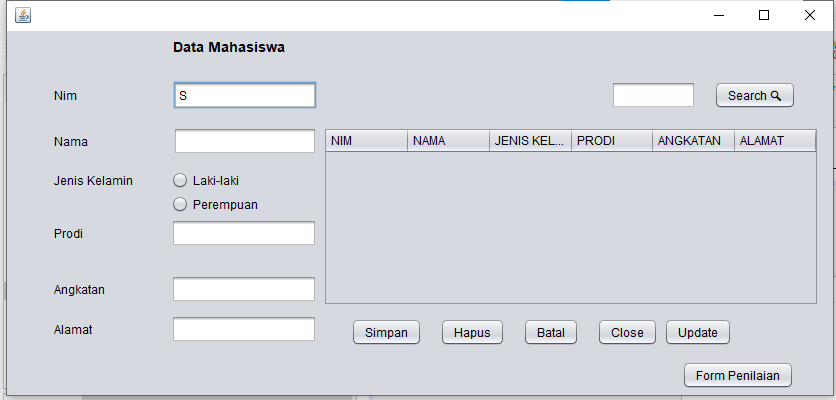 Data Mahasiswa
Nim S Search
Nama
NIM NAMA JENIS KEL... PRODI ANGKATAN ALAMAT
Jenis Kelamin Laki-laki
Perempuan
Prodi
Angkatan
Alamat
Simpan Hapus Batal Close Update
Form Penilaian